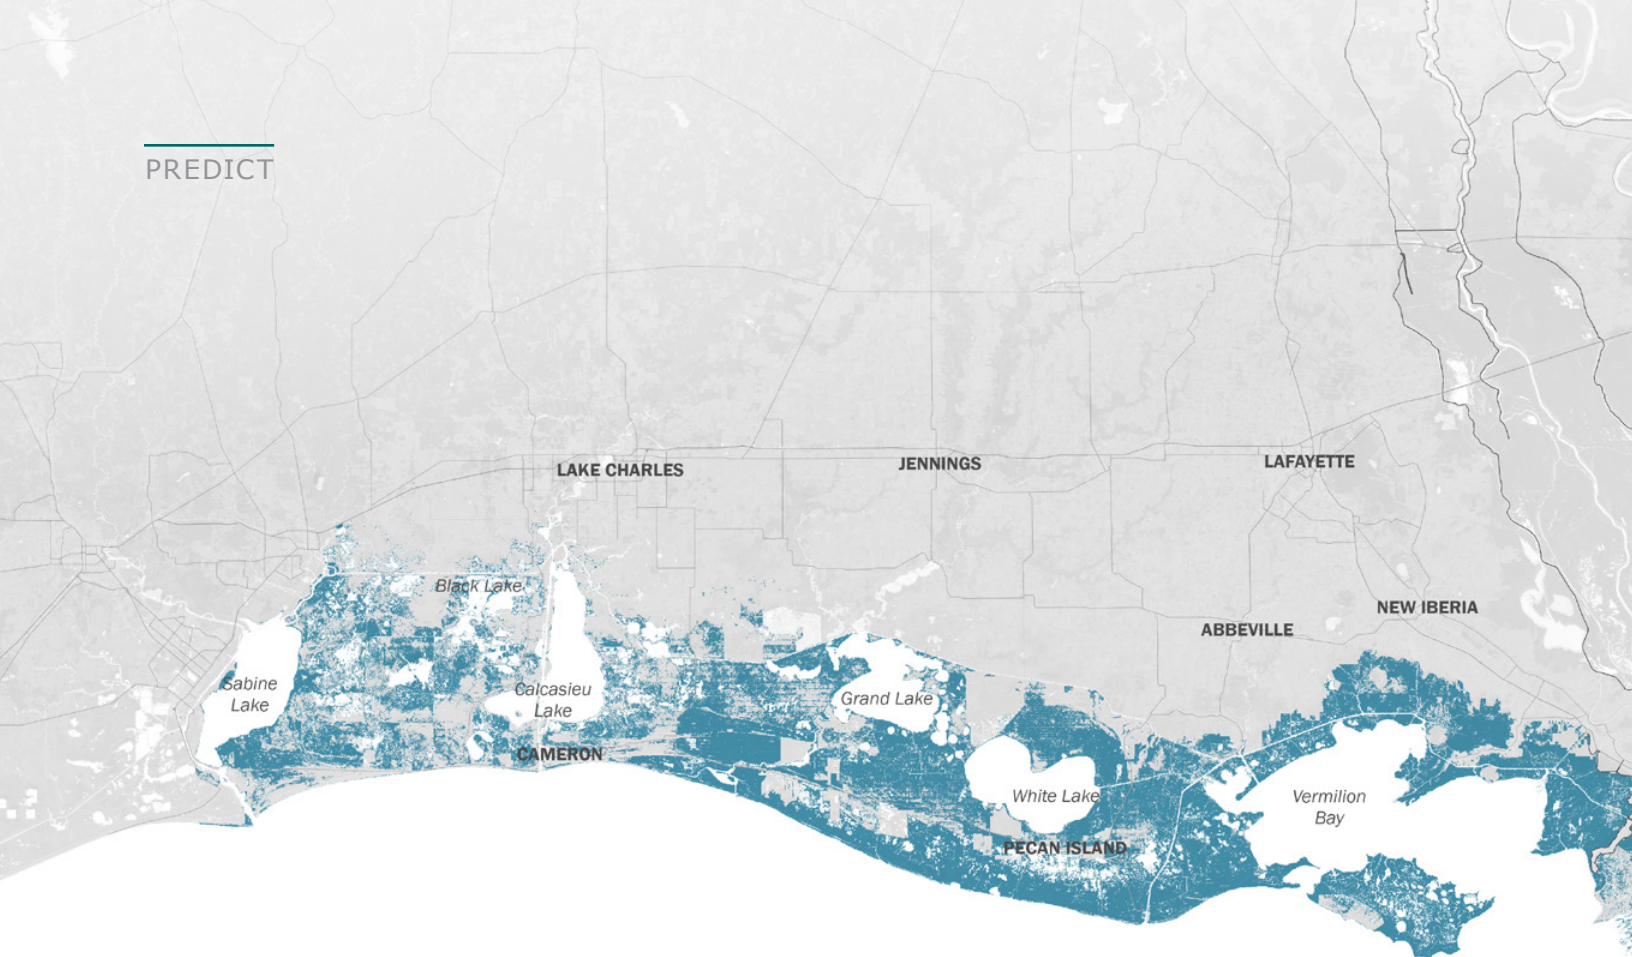 PREDICT
LAKE CHARLES
JENNINGS
LAFAYETTE
Black Lake
NEW IBERIA
ABBEVILLE
Sabine
Lake
Calcasieu
Lake
Grand Lake
CAMERON
White Lake
Vermilion
Bay
PECAN ISLAND